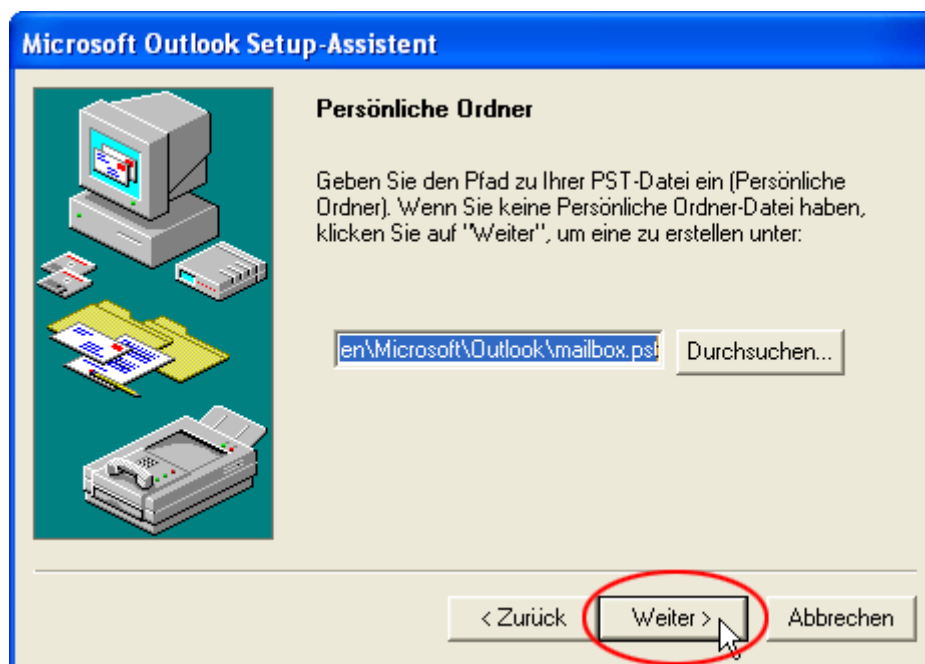 Microsoft Outlook Setup-Assistent
Persönliche Ordner
Geben Sie den Pfad zu Ihrer PST-Datei ein (Persönliche
Ordner). Wenn Sie keine Persönliche Ordner-Datei haben,
klicken Sie auf "Weiter", um eine zu erstellen unter:
en\Microsoft\Outlook\mailbox.pst
Durchsuchen...
< Zurück
Weiter >
Abbrechen